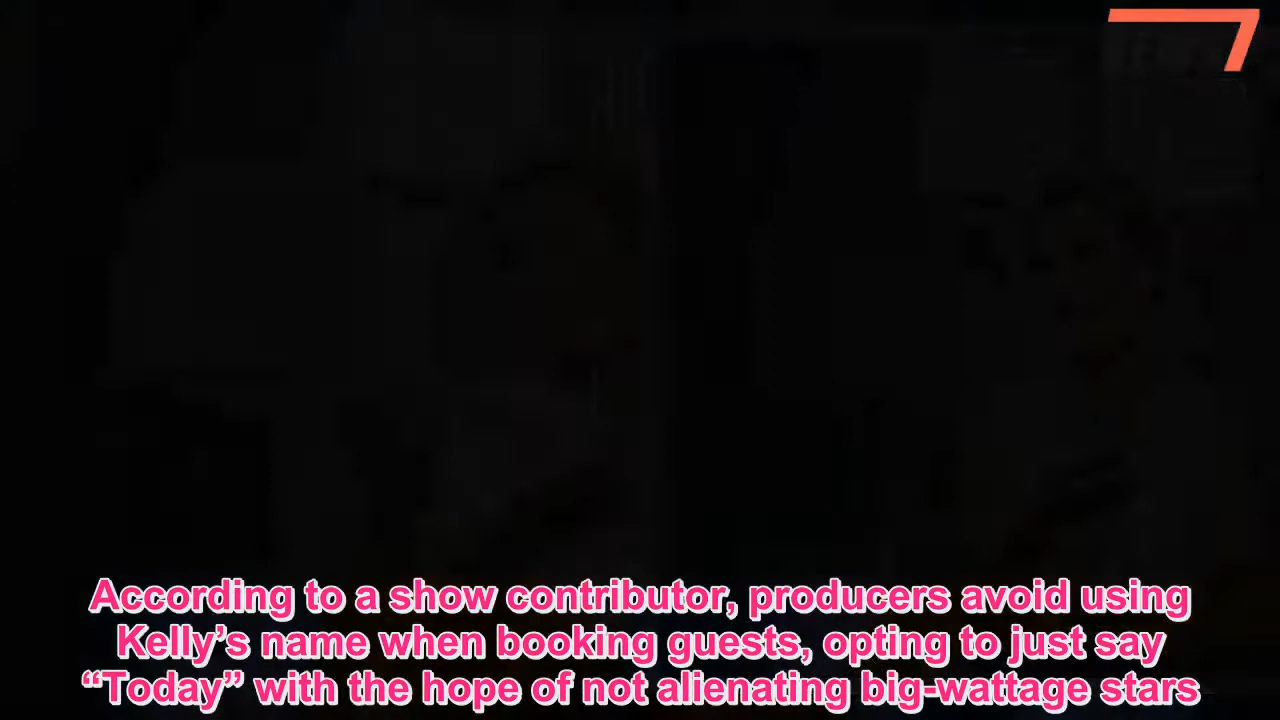 According to a show contributor, producers avoid using
Kelly’s name when booking guests, opting to just say
“Today” with the hope of not alienating big-wattage stars